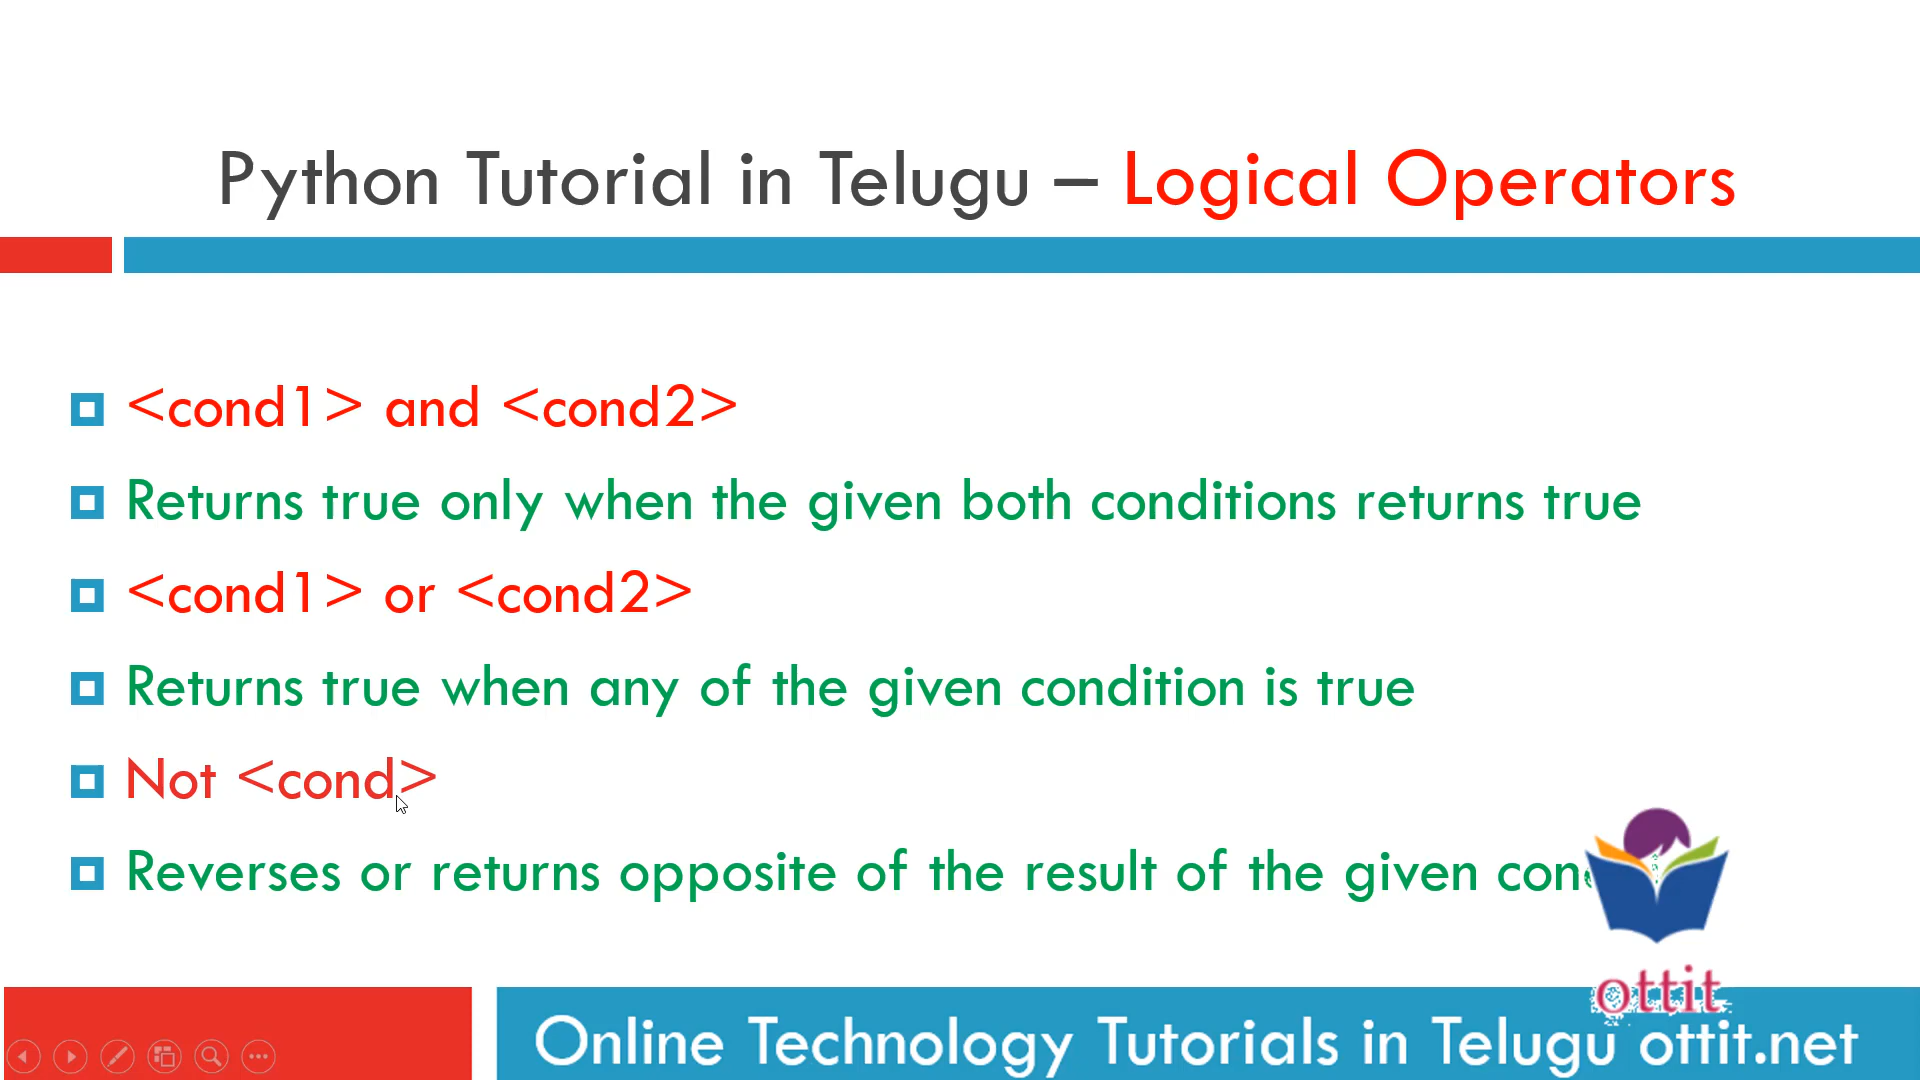 Python Tutorial in Telugu – Logical Operators
<cond1> and <cond2>
Returns true only when the given both conditions returns true
<cond1> or <cond2>
Returns true when any of the given condition is true
Not <cond>
Reverses or returns opposite of the result of the given
ottit
Online Technology Tutorials in Telugu ottit.net